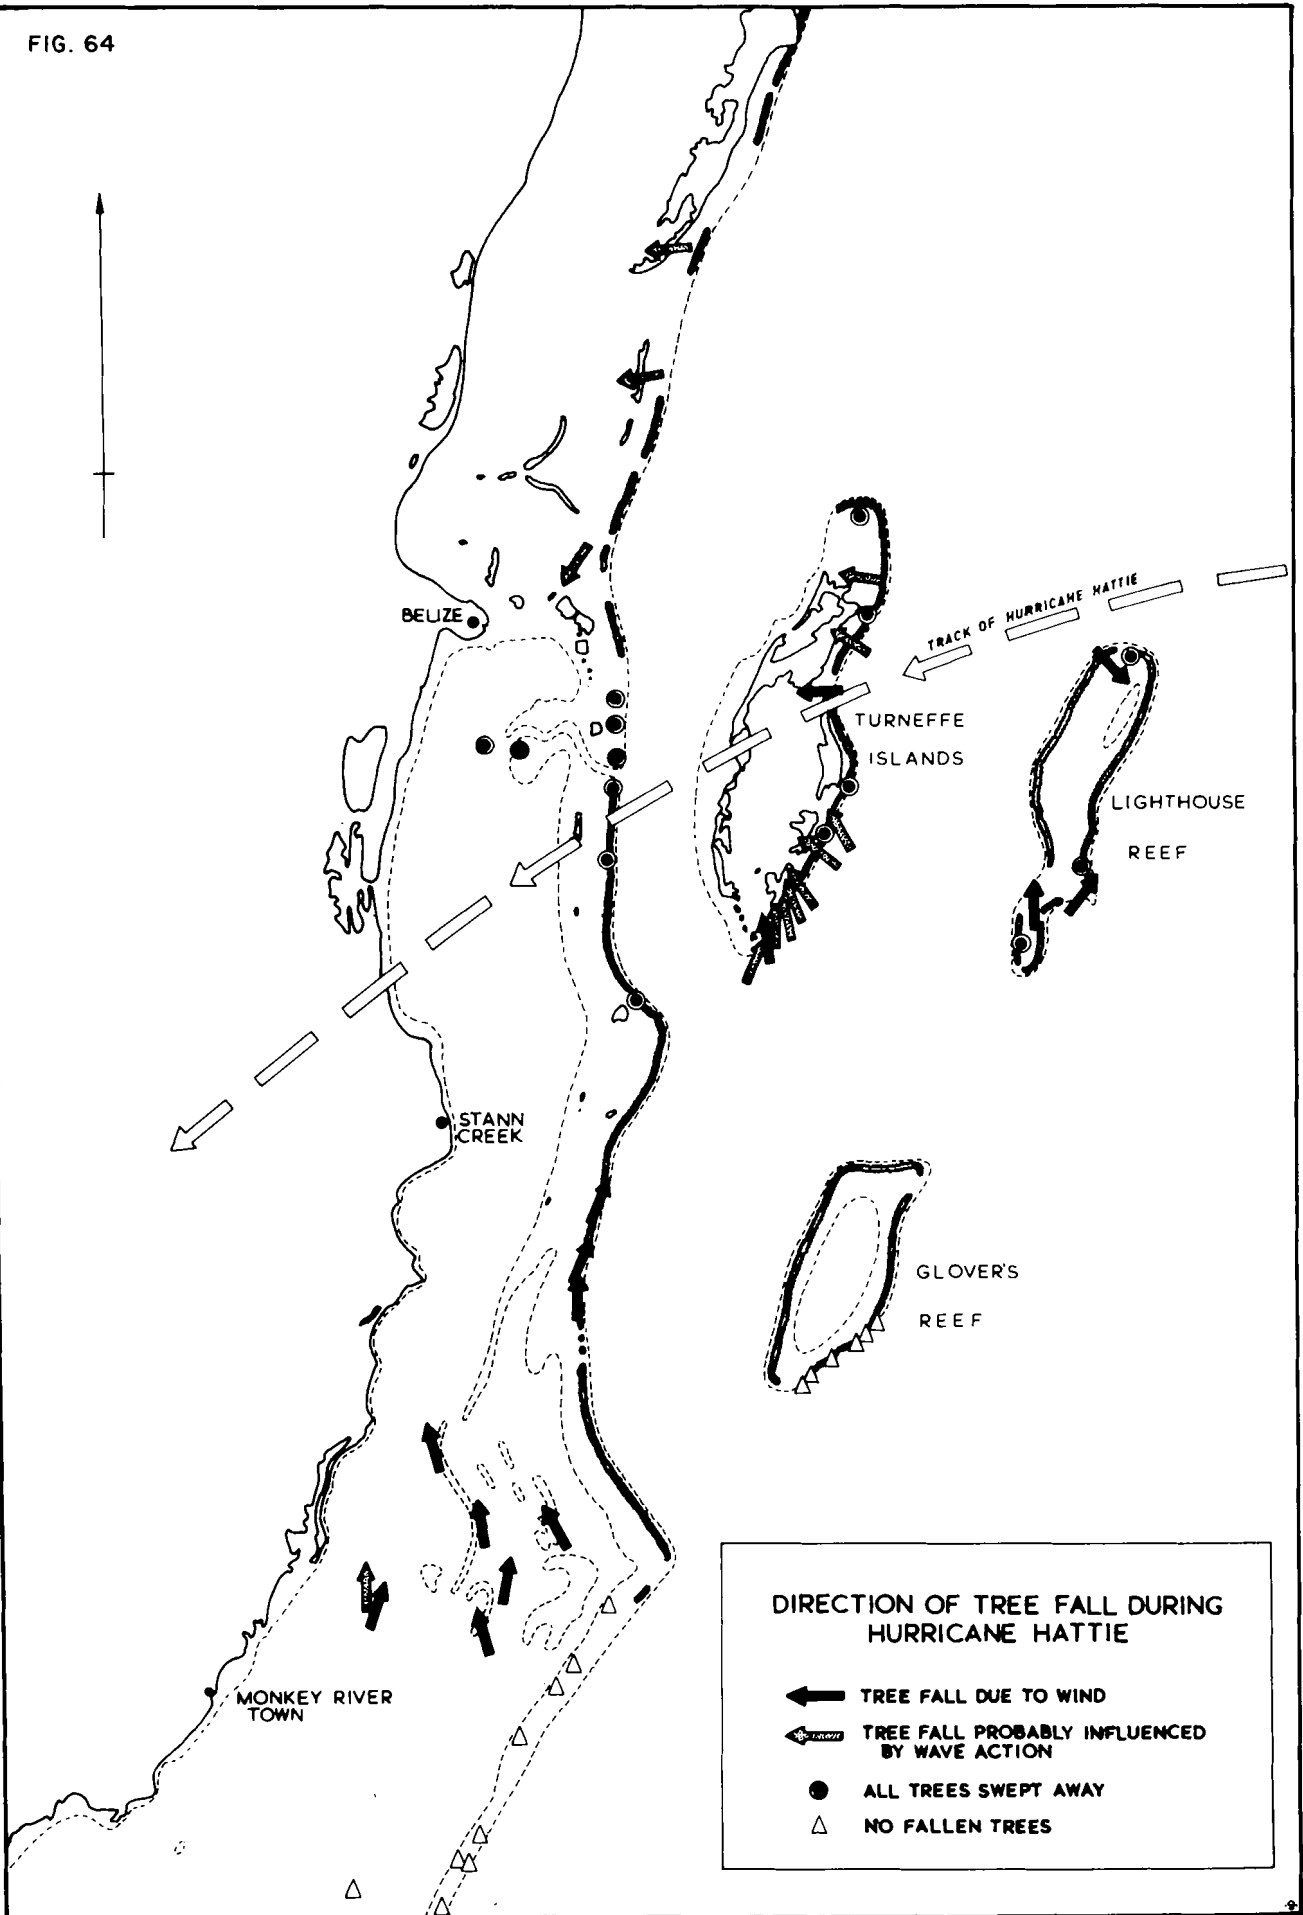 FIG. 64
TRACK OF HURRICANE HATTIE
BELIZE
TURNEFFE
ISLANDS
LIGHTHOUSE
REEF
STANN
CREEK
GLOVER'S
REEF
MONKEY RIVER
TOWN
DIRECTION OF TREE FALL DURING
HURRICANE HATTIE
TREE FALL DUE TO WIND
TREE FALL PROBABLY INFLUENCED
BY WAVE ACTION
ALL TREES SWEPT AWAY
NO FALLEN TREES